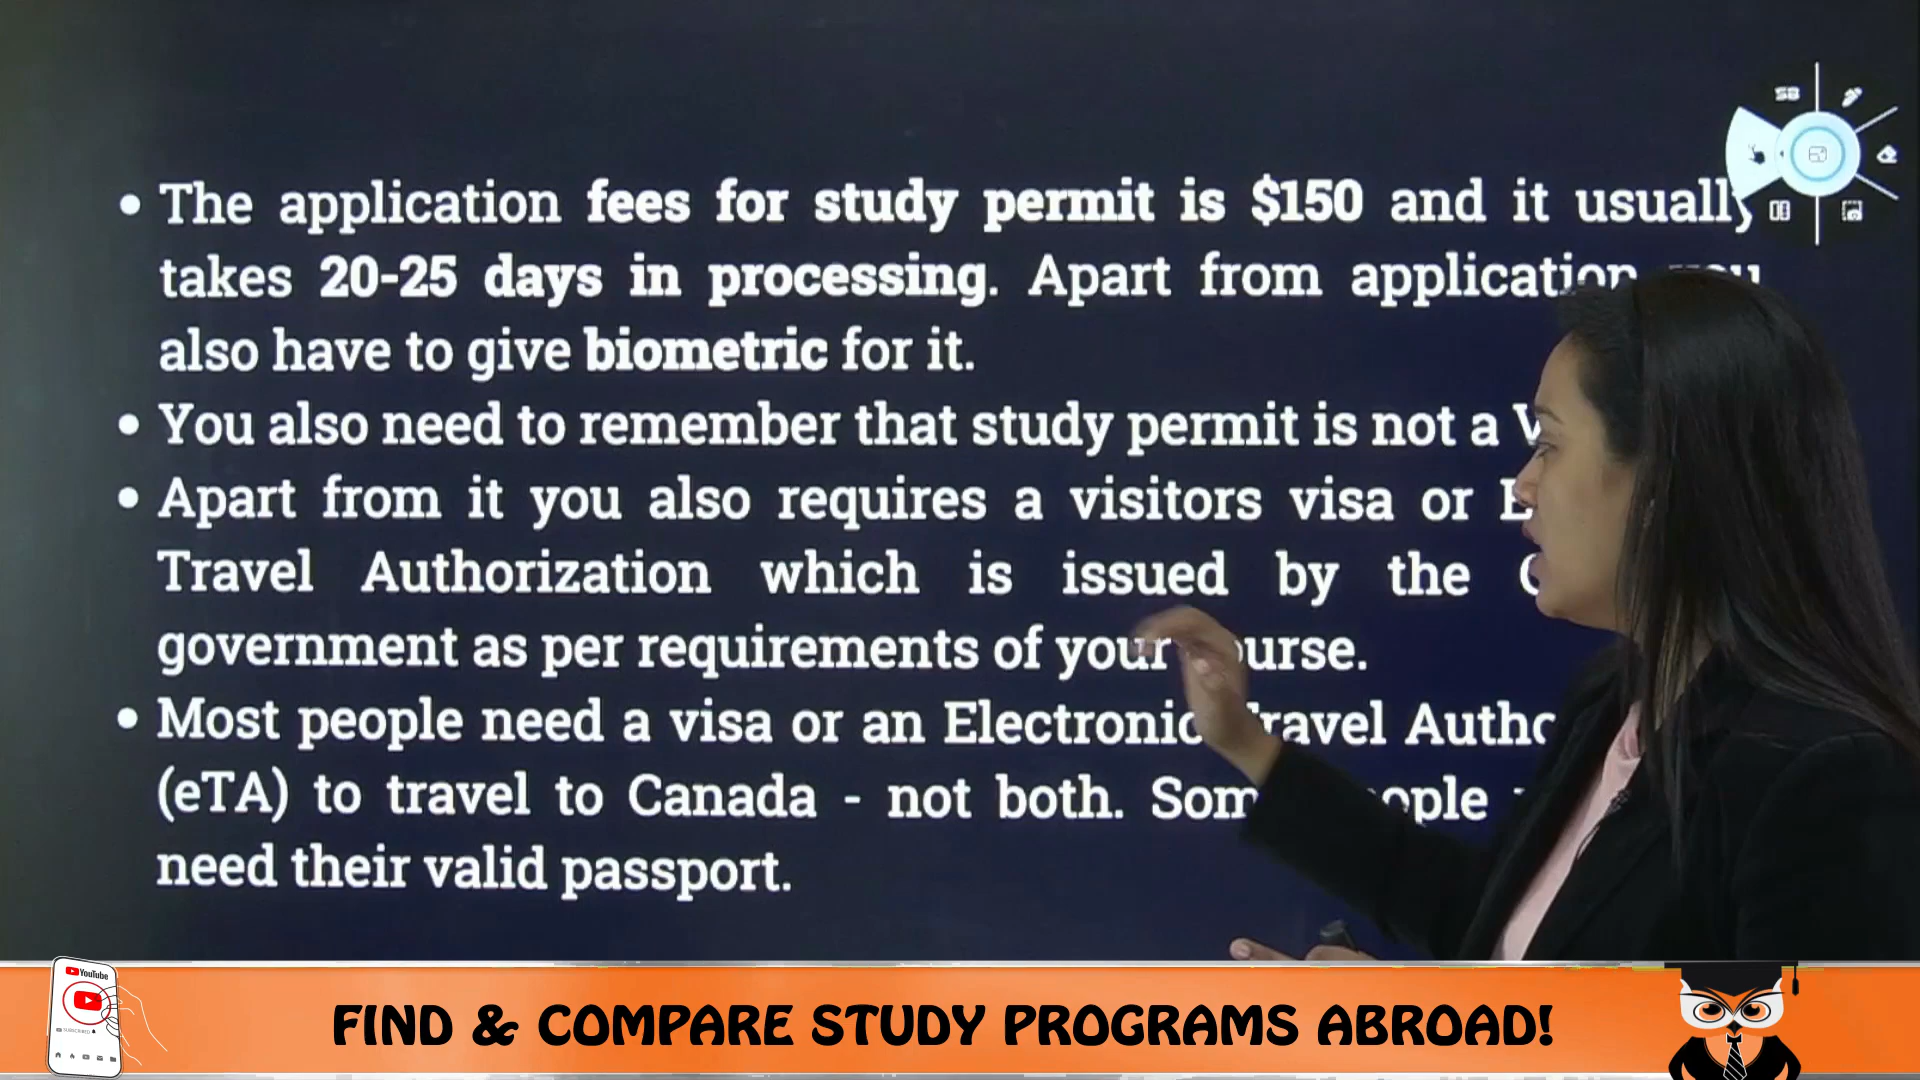 • The application fees for study permit is $150 and it usually
takes 20-25 days in processing. Apart from application you
also have to give biometric for it.
• You also need to remember that study permit is not a
• Apart from it you also requires a visitors visa or
Travel Authorization which is issued by the
government as per requirements of your
• Most people need a visa or an Electronic Travel
(eTA) to travel to Canada - not both.
need their valid passport.
SB
YouTube
SUBSCRIBED
FIND & COMPARE STUDY PROGRAMS ABROAD!